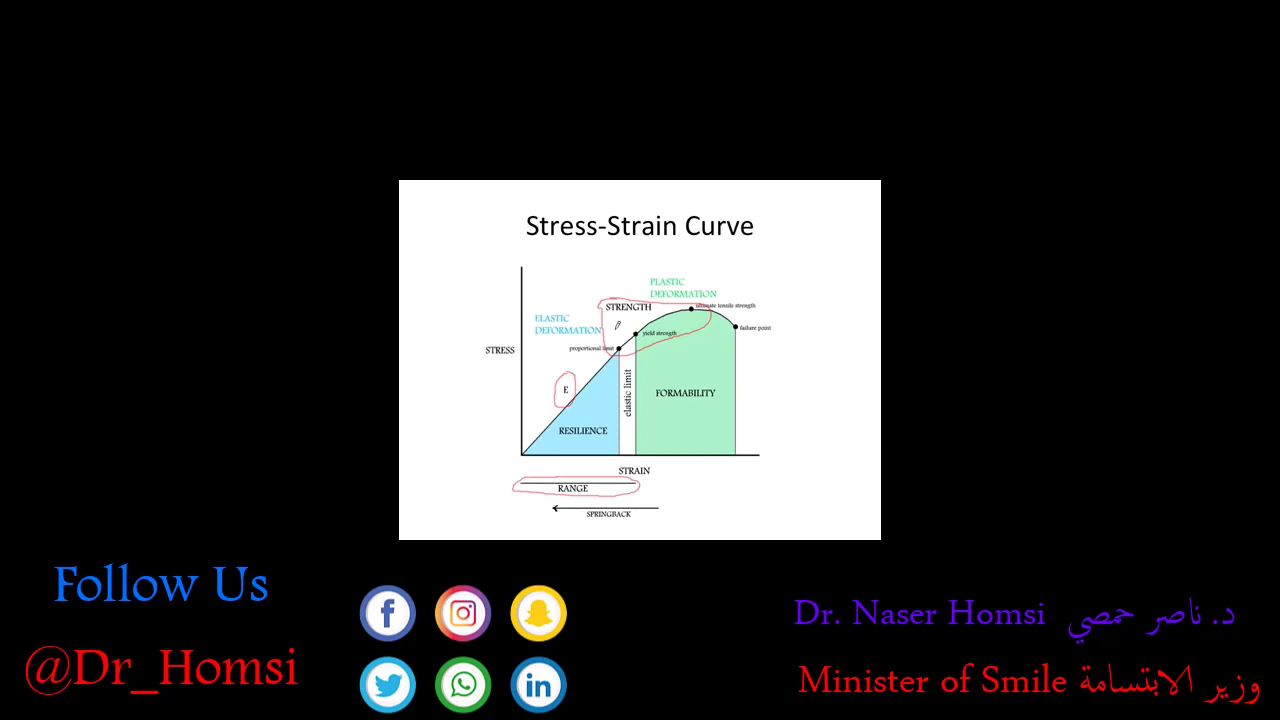 Stress-Strain Curve
PLASTIC
DEFORMATION
STRENGTH
ultimate tensile strength
ELASTIC
DEFORMATION
yield strength
failure point
proportional limit
STRESS
elastic limit
E
FORMABILITY
RESILIENCE
STRAIN
RANGE
SPRINGBACK
Follow Us
@Dr_Homsi
Dr. Naser Homsi د. ناصر حمصي
Minister of Smile وزير الابتسامة